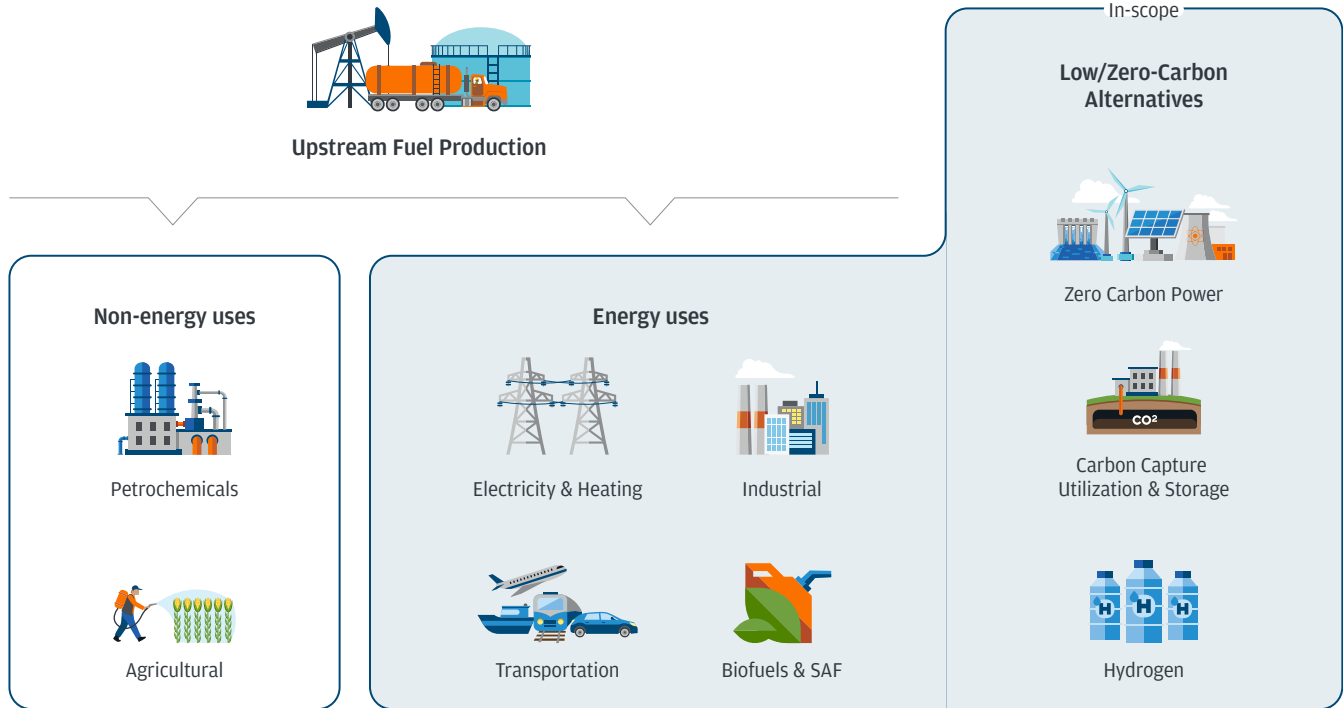 In-scope
Upstream Fuel Production
Low/Zero-Carbon
Alternatives
Non-energy uses
Petrochemicals
Agricultural
Energy uses
Electricity & Heating
Industrial
Transportation
Biofuels & SAF
Zero Carbon Power
CO²
Carbon Capture
Utilization & Storage
H
H
H
Hydrogen